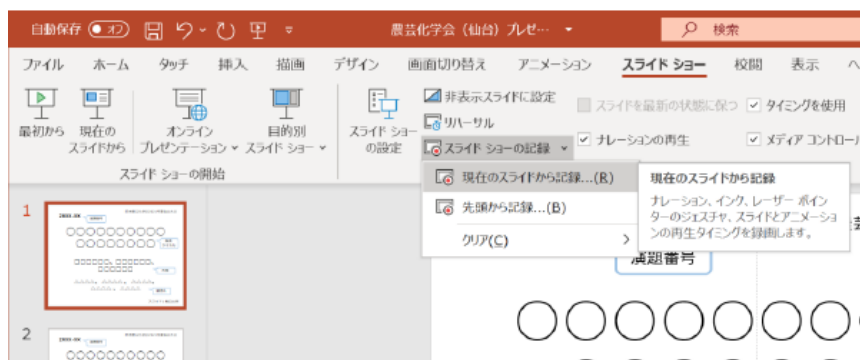 自動保存 オフ 農芸化学会（仙台）プレゼ… 検索
ファイル ホーム タッチ 挿入 描画 デザイン 画面切り替え アニメーション スライド ショー 校閲 表示 ヘ
最初から
現在の
スライドから
オンライン
プレゼンテーション
目的別
スライド ショー
スライド ショーの開始
スライド ショー
の設定
非表示スライドに設定
リハーサル
スライド ショーの記録
スライドを最新の状態に保つ
タイミングを使用
ナレーションの再生
メディア コントロー
現在のスライドから記録...(R)
先頭から記録...(B)
クリア(C)
現在のスライドから記録
ナレーション、インク、レーザー ポイン
ターのジェスチャ、スライドとアニメーショ
ンの再生タイミングを録画します。
演題番号
〇〇〇〇〇〇〇
1
2